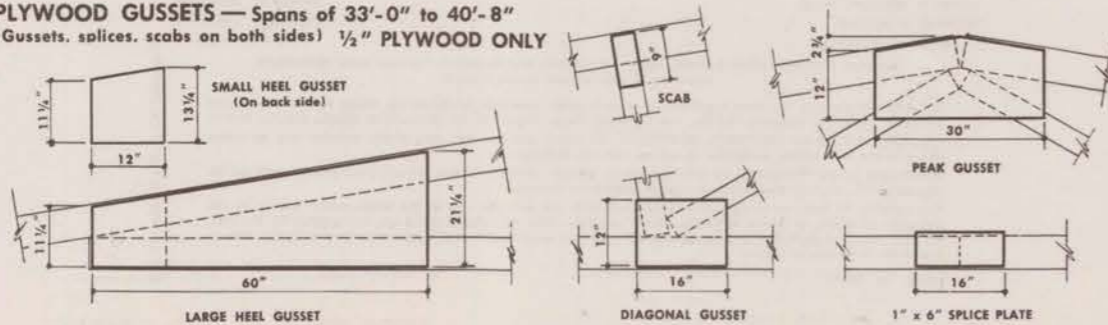 PLYWOOD GUSSETS — Spans of 33'-0" to 40'-8"
Gussets, splices, scabs on both sides) ½" PLYWOOD ONLY
11¼"
13¼"
12"
SMALL HEEL GUSSET
(On back side)
9"
SCAB
2¾"
12"
30"
PEAK GUSSET
11¼"
21¼"
60"
LARGE HEEL GUSSET
12"
16"
DIAGONAL GUSSET
16"
1" x 6" SPLICE PLATE